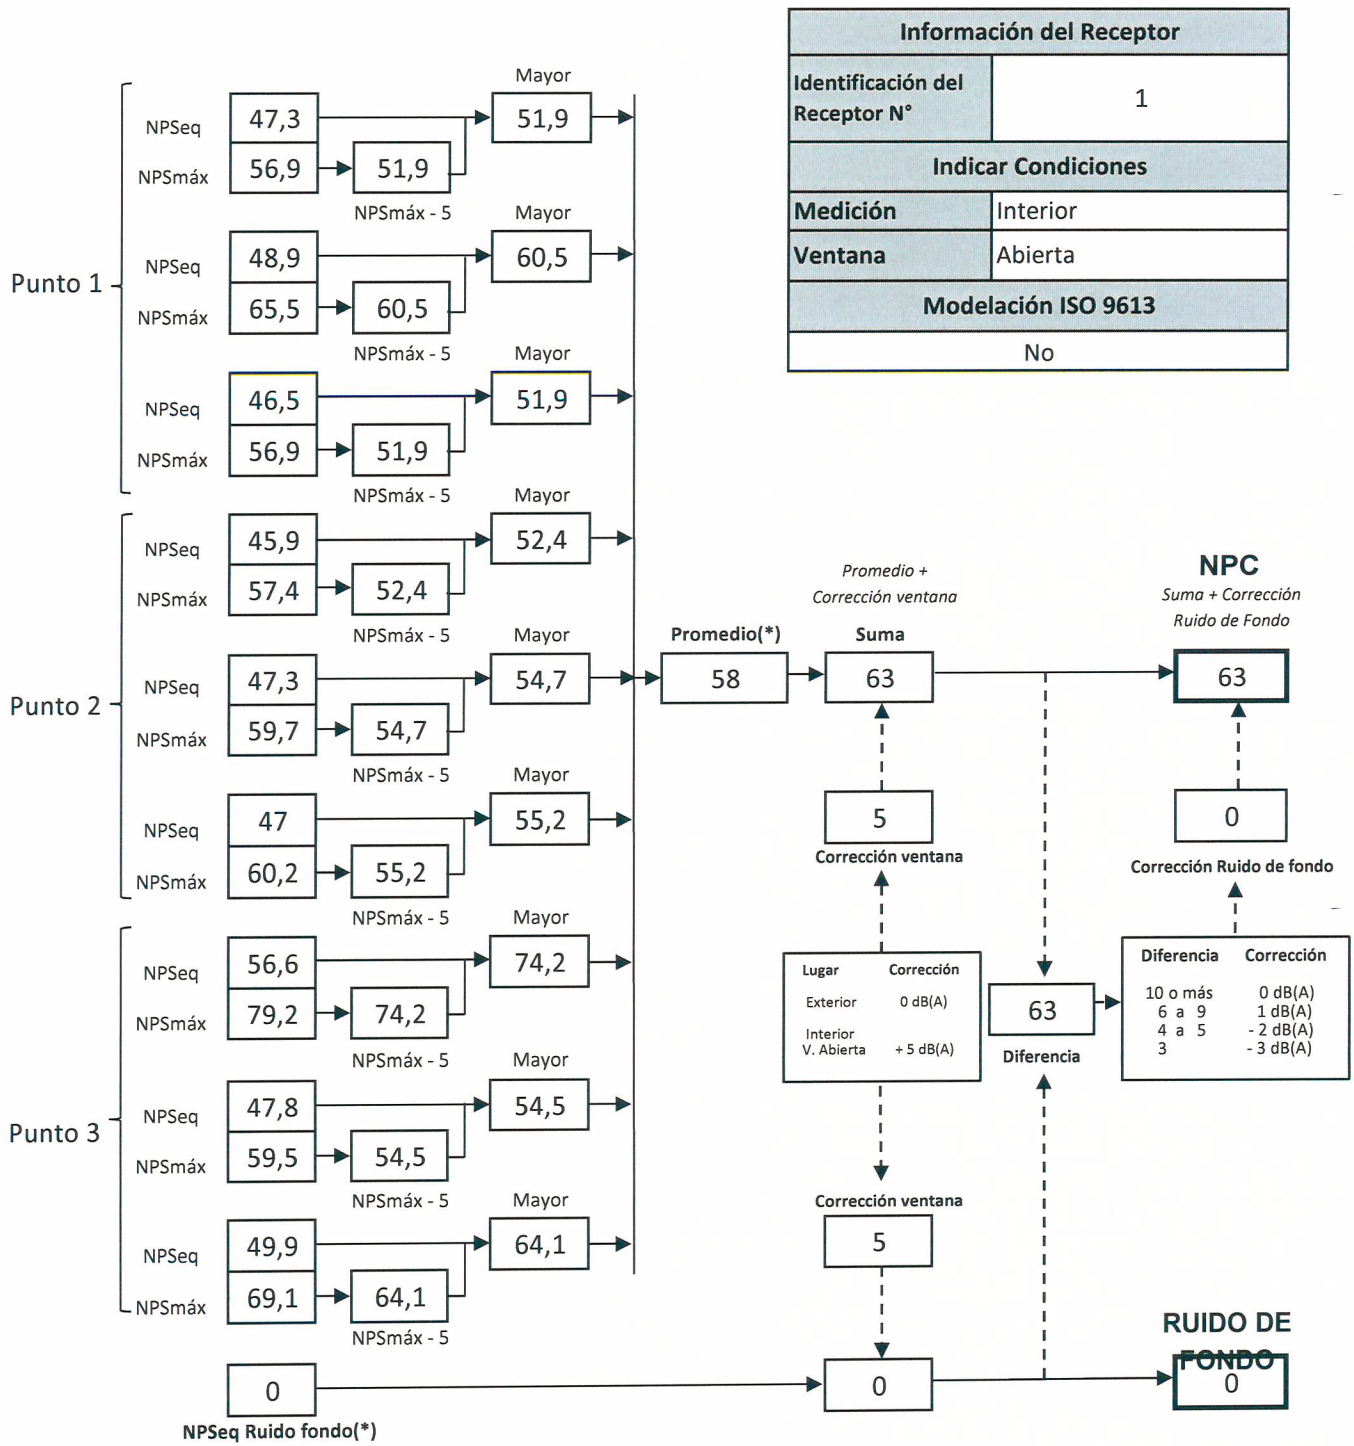 Información del Receptor
Identificación del
Receptor N°
1
Indicar Condiciones
Medición
Interior
Ventana
Abierta
Modelación ISO 9613
No
Punto 1
NPSeq
47,3
NPSmáx
56,9
51,9
NPSmáx - 5
Mayor
51,9
NPSeq
48,9
NPSmáx
65,5
60,5
NPSmáx - 5
Mayor
60,5
NPSeq
46,5
NPSmáx
56,9
51,9
NPSmáx - 5
Mayor
51,9
Punto 2
NPSeq
45,9
NPSmáx
57,4
52,4
NPSmáx - 5
Mayor
52,4
NPSeq
47,3
NPSmáx
59,7
54,7
NPSmáx - 5
Mayor
54,7
NPSeq
47
NPSmáx
60,2
55,2
NPSmáx - 5
Mayor
55,2
Punto 3
NPSeq
56,6
NPSmáx
79,2
74,2
NPSmáx - 5
Mayor
74,2
NPSeq
47,8
NPSmáx
59,5
54,5
NPSmáx - 5
Mayor
54,5
NPSeq
49,9
NPSmáx
69,1
64,1
NPSmáx - 5
Mayor
64,1
0
NPSeq Ruido fondo(*)
Promedio(*)
58
Promedio +
Corrección ventana
Suma
63
5
Corrección ventana
Lugar Corrección
Exterior 0 dB(A)
Interior
V. Abierta + 5 dB(A)
Corrección ventana
5
0
63
Diferencia
NPC
Suma + Corrección
Ruido de Fondo
63
0
Corrección Ruido de fondo
Diferencia Corrección
10 o más 0 dB(A)
6 a 9 1 dB(A)
4 a 5 - 2 dB(A)
3 - 3 dB(A)
RUIDO DE
FONDO
0